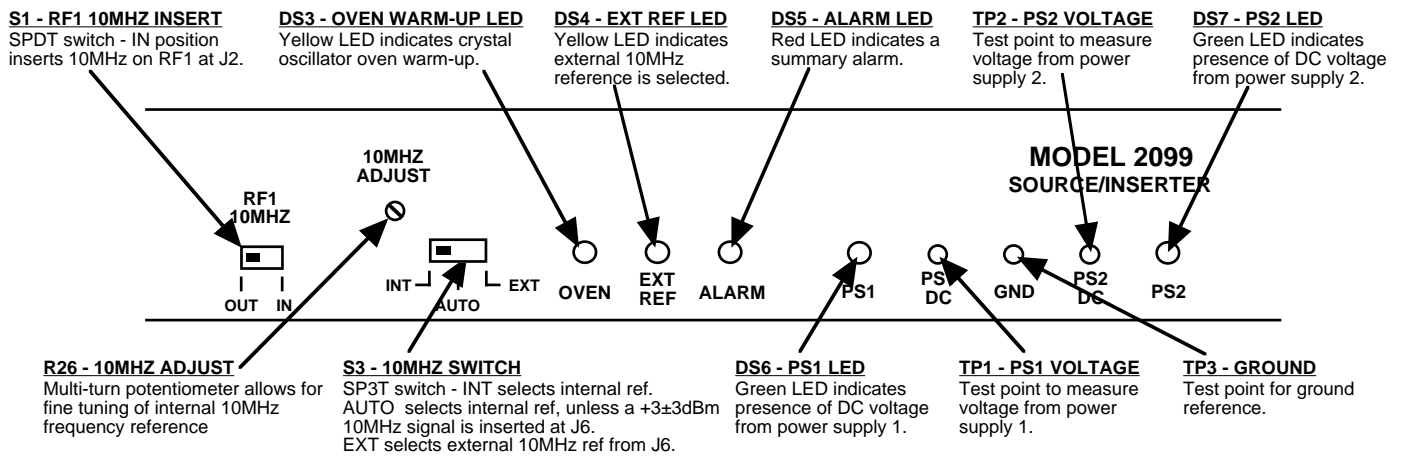 S1 - RF1 10MHZ INSERT
SPDT switch - IN position
inserts 10MHz on RF1 at J2.
DS3 - OVEN WARM-UP LED
Yellow LED indicates crystal
oscillator oven warm-up.
DS4 - EXT REF LED
Yellow LED indicates
external 10MHz
reference is selected.
DS5 - ALARM LED
Red LED indicates a
summary alarm.
TP2 - PS2 VOLTAGE
Test point to measure
voltage from power
supply 2.
DS7 - PS2 LED
Green LED indicates
presence of DC voltage
from power supply 2.
MODEL 2099
SOURCE/INSERTER
10MHZ
ADJUST
RF1
10MHZ
OUT IN
INT
AUTO
EXT
OVEN
EXT
REF
ALARM
PS1
PS
DC
GND
PS2
DC
PS2
R26 - 10MHZ ADJUST
Multi-turn potentiometer allows for
fine tuning of internal 10MHz
frequency reference
S3 - 10MHZ SWITCH
SP3T switch - INT selects internal ref.
AUTO selects internal ref, unless a +3±3dBm
10MHz signal is inserted at J6.
EXT selects external 10MHz ref from J6.
DS6 - PS1 LED
Green LED indicates
presence of DC voltage
from power supply 1.
TP1 - PS1 VOLTAGE
Test point to measure
voltage from power
supply 1.
TP3 - GROUND
Test point for ground
reference.